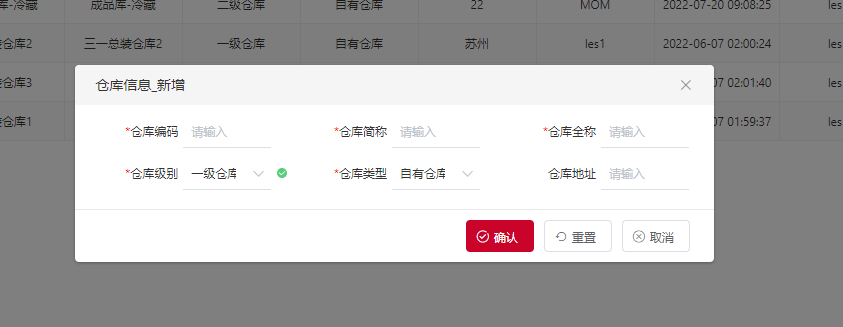 库-冷藏 成品库-冷藏 二级仓库 自有仓库 22 MOM 2022-07-20 09:08:25 les
仓库2 三一总装仓库2 一级仓库 自有仓库 苏州 les1 2022-06-07 02:00:24 les
仓库3 07 02:01:40 les
仓库1 07 01:59:37 les
仓库信息_新增
*仓库编码 请输入 *仓库简称 请输入 *仓库全称 请输入
*仓库级别 一级仓库 *仓库类型 自有仓库 仓库地址 请输入
确认 重置 取消